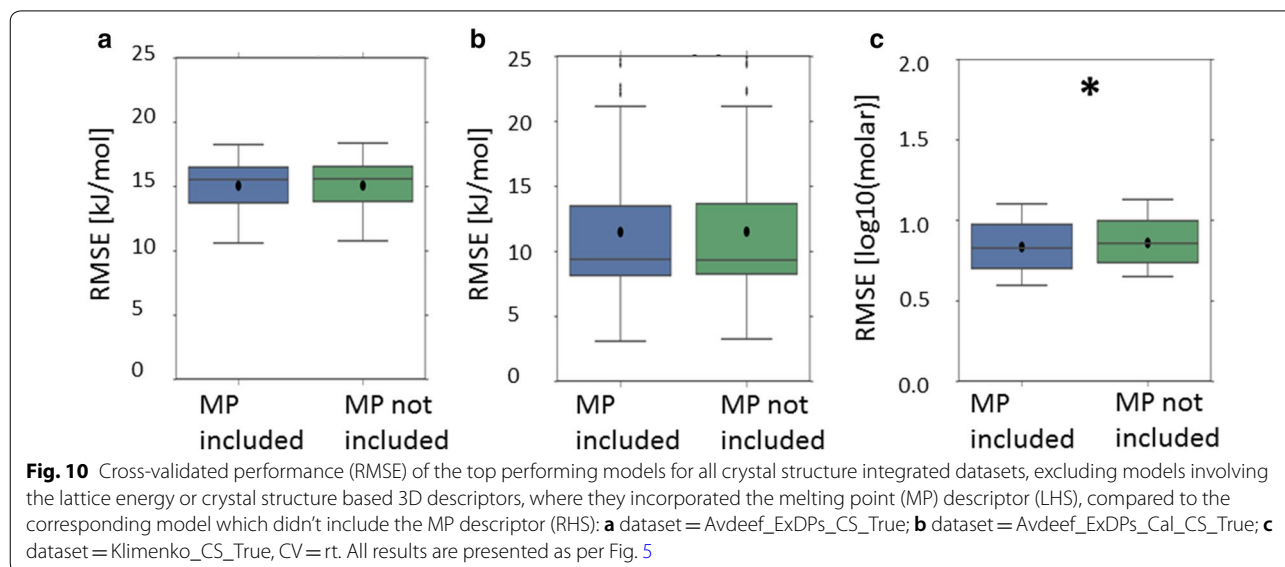 a
25
20
15
10
5
0
RMSE [kJ/mol]
MP included
MP not included
b
25
20
15
10
5
0
RMSE [kJ/mol]
MP included
MP not included
c
2.0
1.5
1.0
0.5
0.0
RMSE [log10(molar)]
*
MP included
MP not included
Fig. 10 Cross-validated performance (RMSE) of the top performing models for all crystal structure integrated datasets, excluding models involving
the lattice energy or crystal structure based 3D descriptors, where they incorporated the melting point (MP) descriptor (LHS), compared to the
corresponding model which didn't include the MP descriptor (RHS): a dataset = Avdeef_ExDPs_CS_True; b dataset = Avdeef_ExDPs_Cal_CS_True; c
dataset = Klimenko_CS_True, CV = rt. All results are presented as per Fig. 5